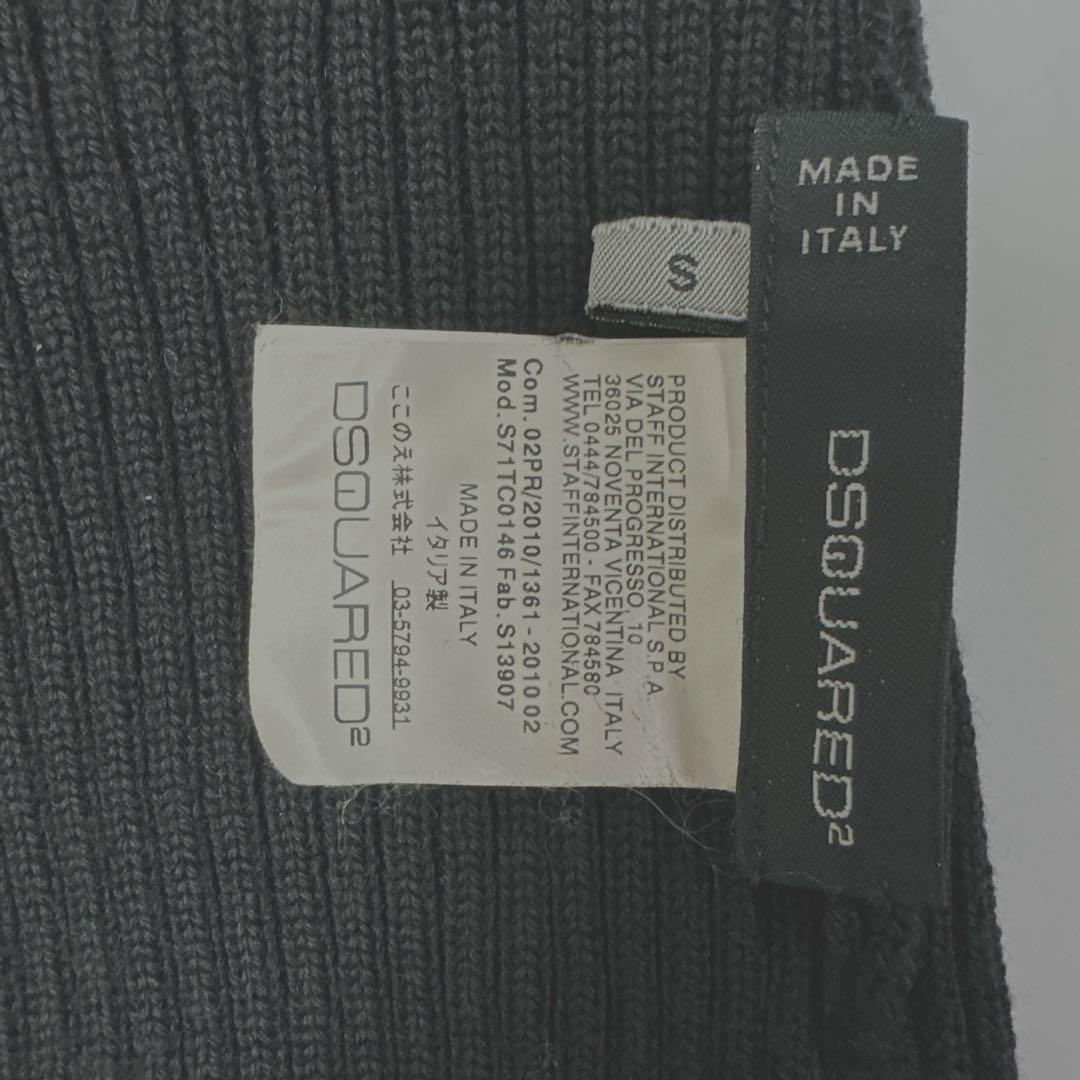 MADE
IN
ITALY
DSQUARED2
S
PRODUCT DISTRIBUTED BY
STAFF INTERNATIONAL S.P.A.
VIA DEL PROGRESSO, 10
36025 NOVENTA VICENTINA ITALY
TEL 0444/784500 - FAX 784580
WWW.STAFFINTERNATIONAL.COM
Com. 02PR/2010/1361 - 2010 02
Mod. S71TC0146 Fab. S13907
MADE IN ITALY
イタリア製
ここのえ株式会社 03-5794-9931
DSQUARED2